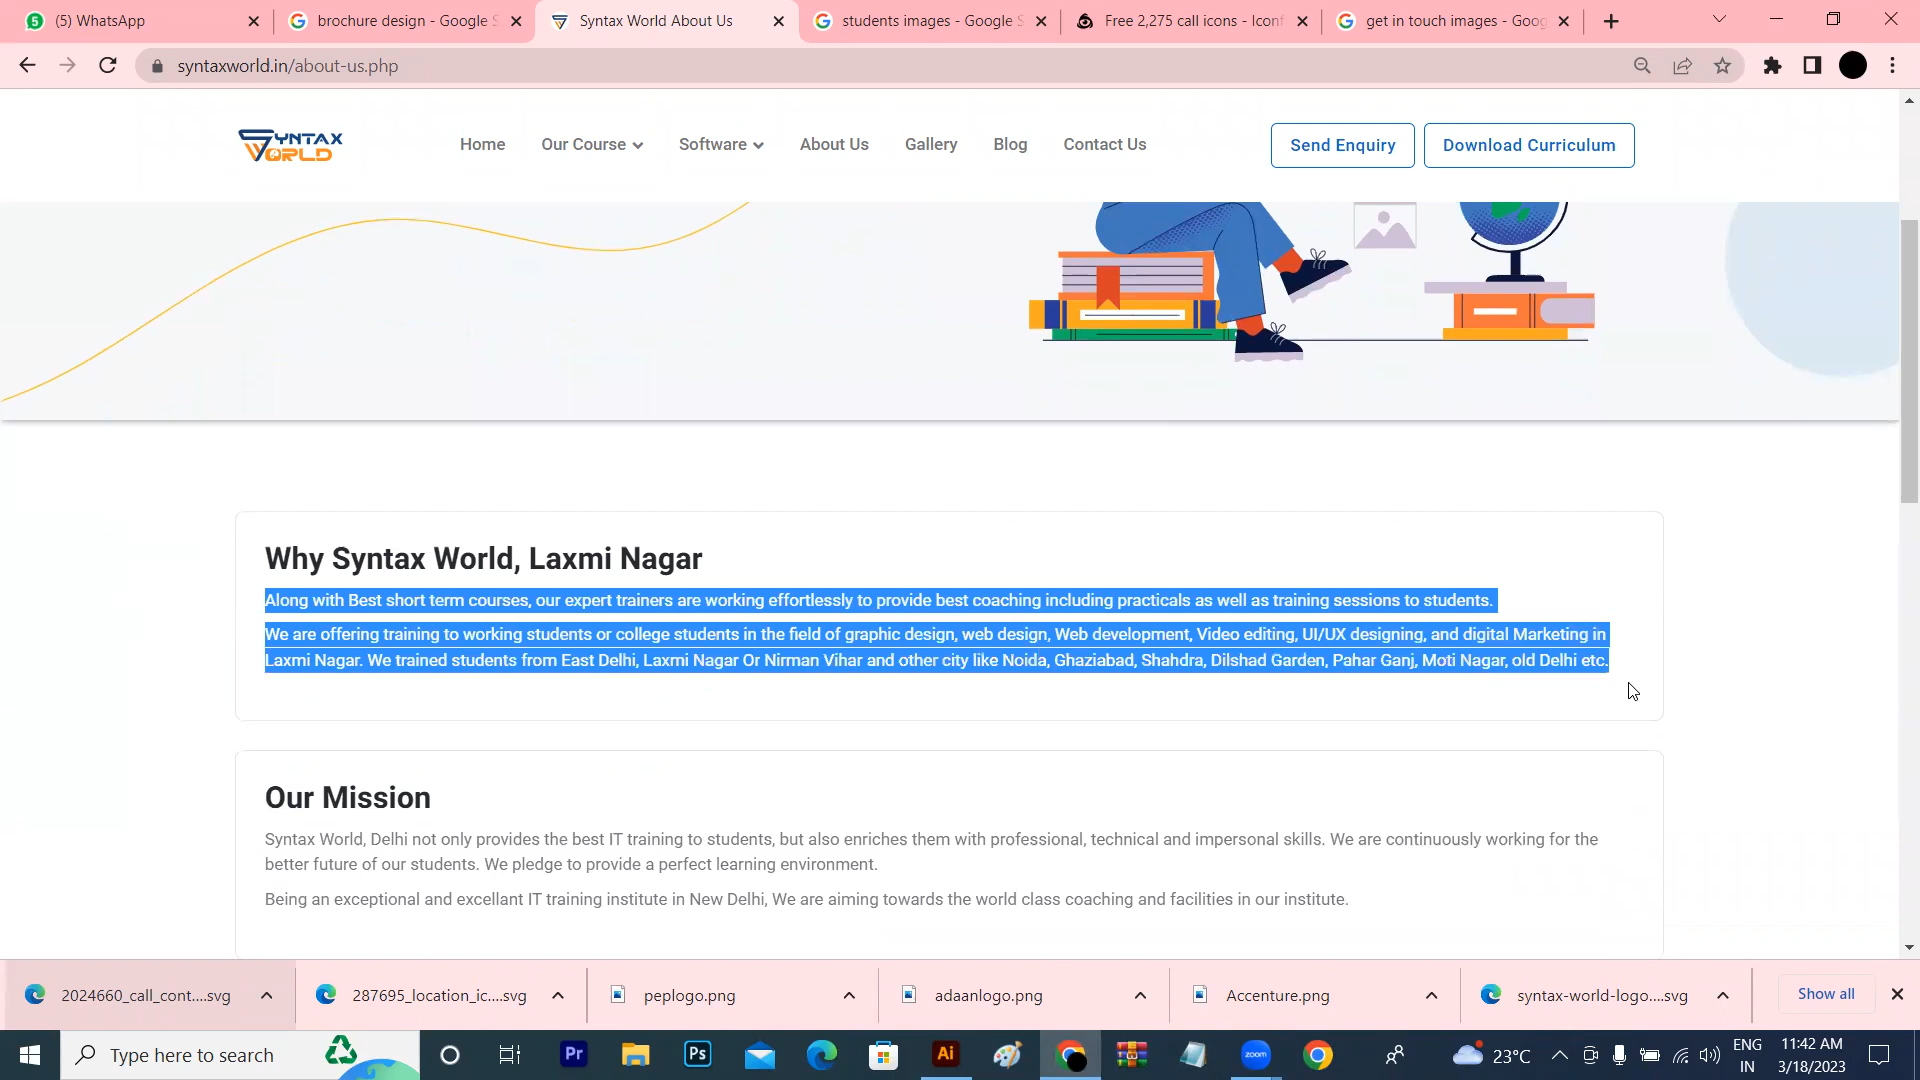 (5) WhatsApp
brochure design - Google S
Syntax World About Us
students images - Google S
Free 2,275 call icons - Iconf
get in touch images - Goog
syntaxworld.in/about-us.php
SYNTAX
WORLD
Home
Our Course
Software
About Us
Gallery
Blog
Contact Us
Send Enquiry
Download Curriculum
Why Syntax World, Laxmi Nagar
Along with Best short term courses, our expert trainers are working effortlessly to provide best coaching including practicals as well as training sessions to students.
We are offering training to working students or college students in the field of graphic design, web design, Web development, Video editing, UI/UX designing, and digital Marketing in
Laxmi Nagar. We trained students from East Delhi, Laxmi Nagar Or Nirman Vihar and other city like Noida, Ghaziabad, Shahdra, Dilshad Garden, Pahar Ganj, Moti Nagar, old Delhi etc.
Our Mission
Syntax World, Delhi not only provides the best IT training to students, but also enriches them with professional, technical and impersonal skills. We are continuously working for the
better future of our students. We pledge to provide a perfect learning environment.
Being an exceptional and excellant IT training institute in New Delhi, We are aiming towards the world class coaching and facilities in our institute.
2024660_call_cont....svg
287695_location_ic....svg
peplogo.png
adaanlogo.png
Accenture.png
syntax-world-logo....svg
Show all
Type here to search
Pr
Ps
Ai
zoom
23°C
ENG
IN
11:42 AM
3/18/2023